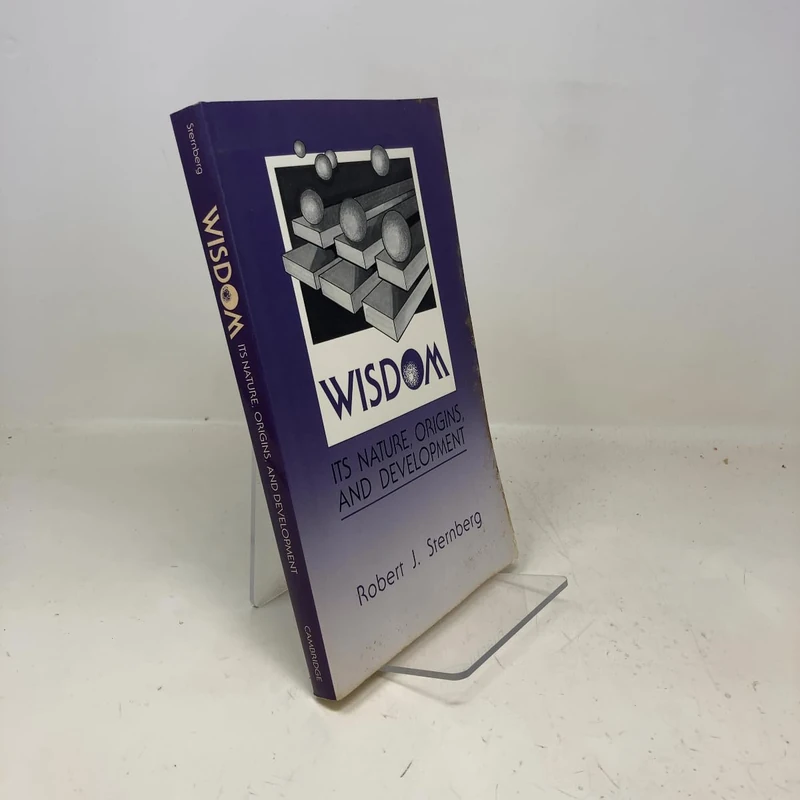 Sternberg
WISDOM
ITS NATURE, ORIGINS, AND DEVELOPMENT
CAMBRIDGE
WISDOM
ITS NATURE, ORIGINS,
AND DEVELOPMENT
Robert J. Sternberg